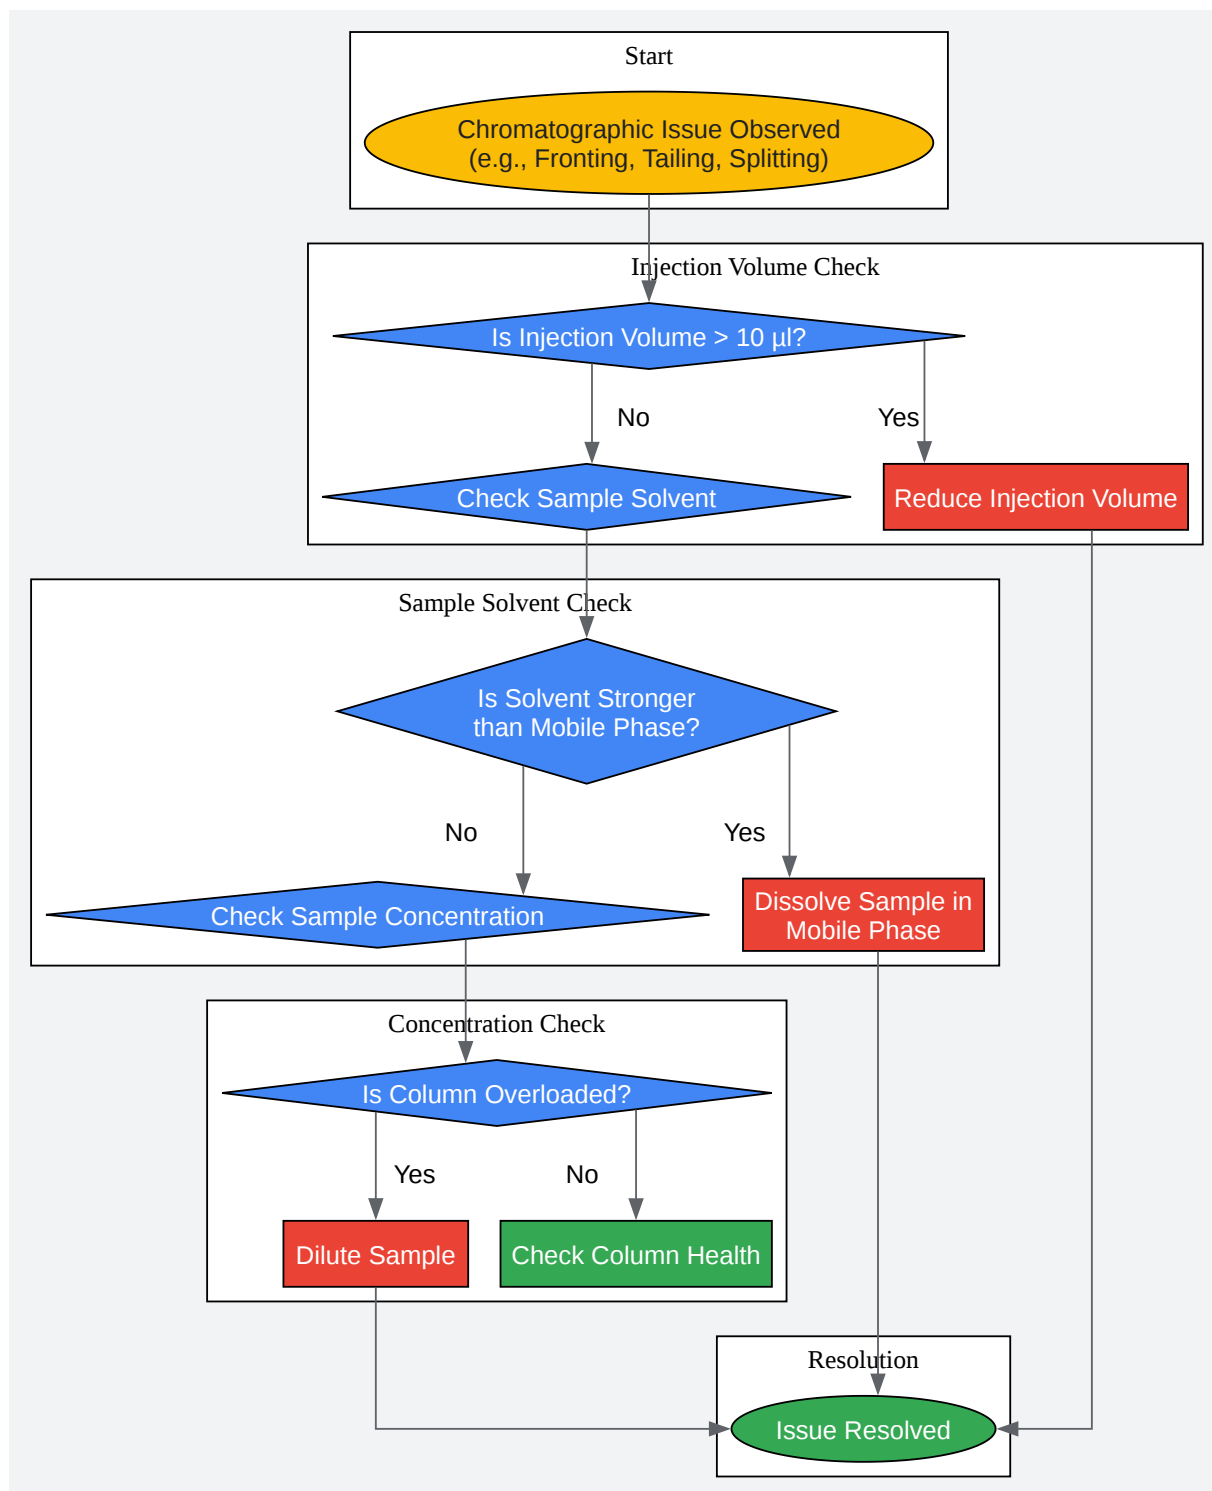 Start
Chromatographic Issue Observed
(e.g., Fronting, Tailing, Splitting)
Injection Volume Check
Is Injection Volume > 10 µl?
No
Yes
Check Sample Solvent
Reduce Injection Volume
Sample Solvent Check
Is Solvent Stronger
than Mobile Phase?
No
Yes
Check Sample Concentration
Dissolve Sample in
Mobile Phase
Concentration Check
Is Column Overloaded?
Yes
No
Dilute Sample
Check Column Health
Resolution
Issue Resolved